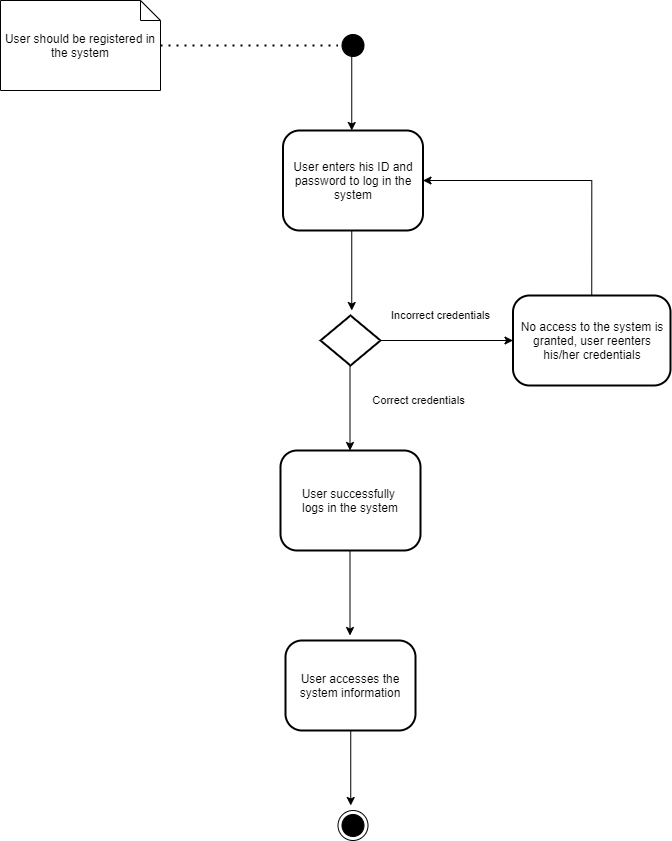 User should be registered in
the system
User enters his ID and
password to log in the
system
Incorrect credentials
No access to the system is
granted, user reenters
his/her credentials
Correct credentials
User successfully
logs in the system
User accesses the
system information